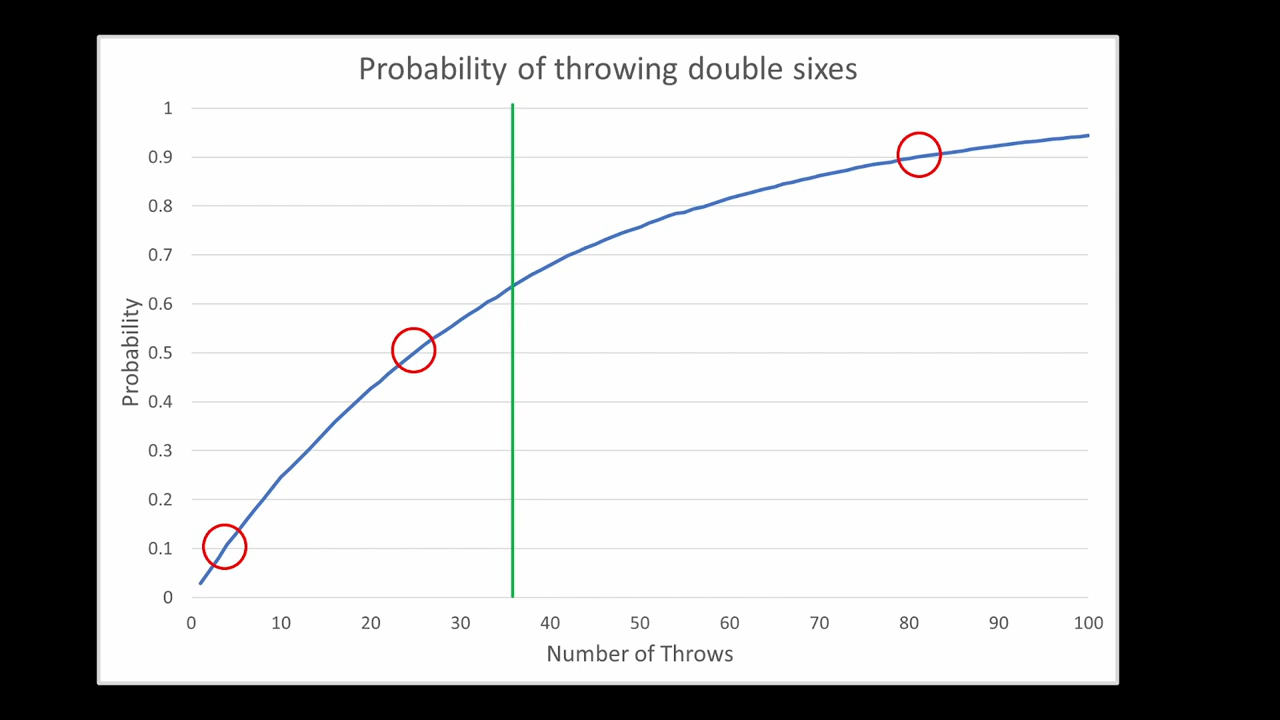 Probability of throwing double sixes
1
0.9
0.8
0.7
0.6
0.5
0.4
0.3
0.2
0.1
0
Probability
0 10 20 30 40 50 60 70 80 90 100
Number of Throws